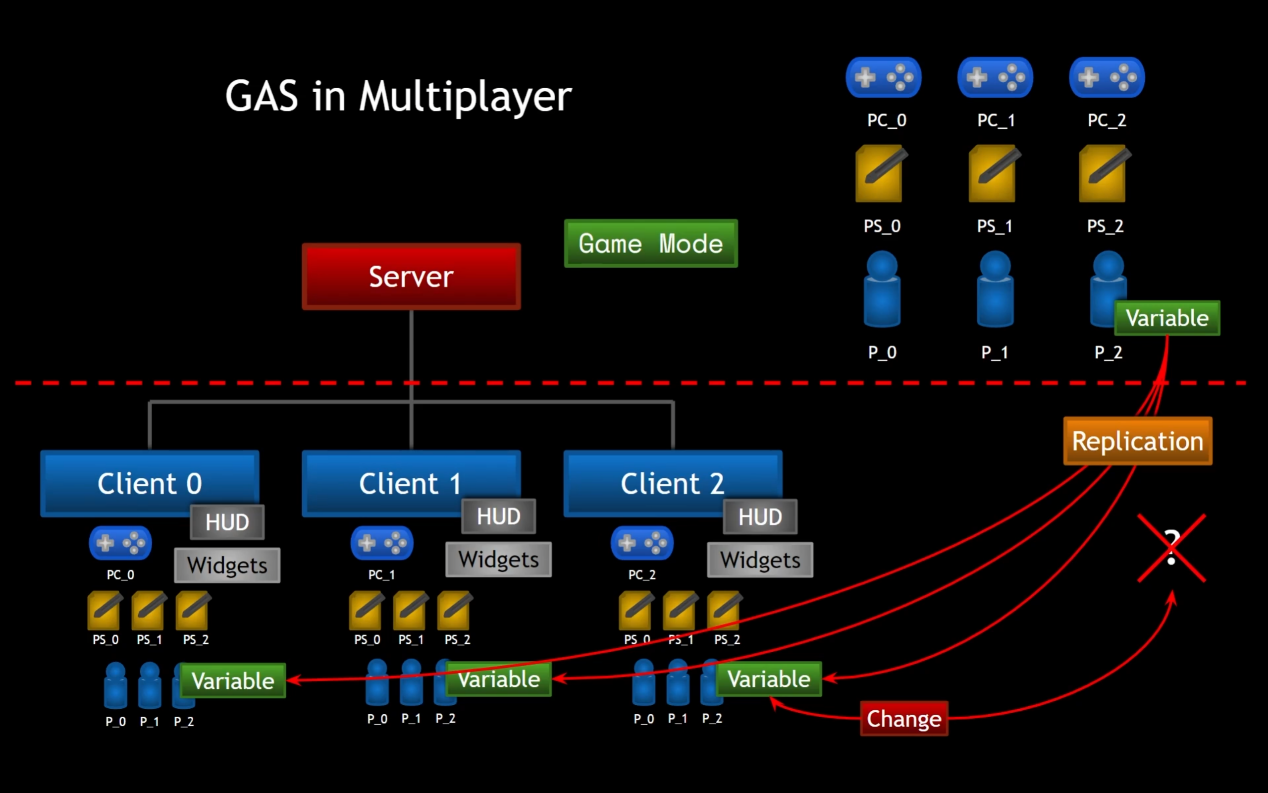 GAS in Multiplayer
PC_0 PC_1 PC_2
PS_0 PS_1 PS_2
Game Mode
Server
Variable
P_0 P_1 P_2
Replication
Client 0 Client 1 Client 2
HUD HUD HUD
?
Widgets Widgets Widgets
PC_0 PC_1 PC_2
PS_0 PS_1 PS_2 PS_0 PS_1 PS_2 PS_0 PS_1 PS_2
Variable Variable Variable
P_0 P_1 P_2 P_0 P_1 P_2 P_0 P_1 P_2
Change